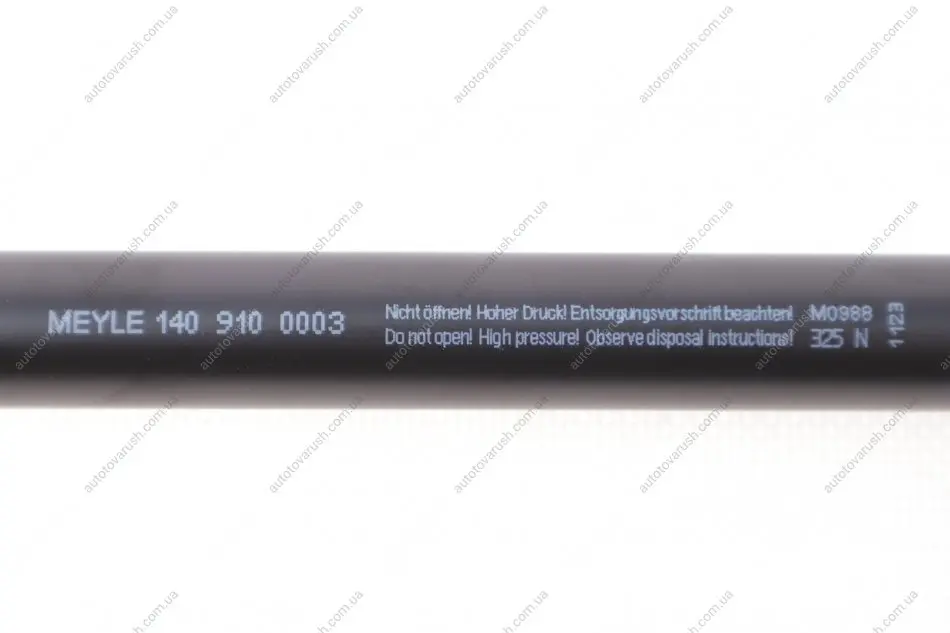 MEYLE 140 910 0003
Nicht öffnen! Hoher Druck! Entsorgungsvorschrift beachten! M0988
Do not open! High pressure! Observe disposal instructions! 325 N
1123
autotovarush.com.ua